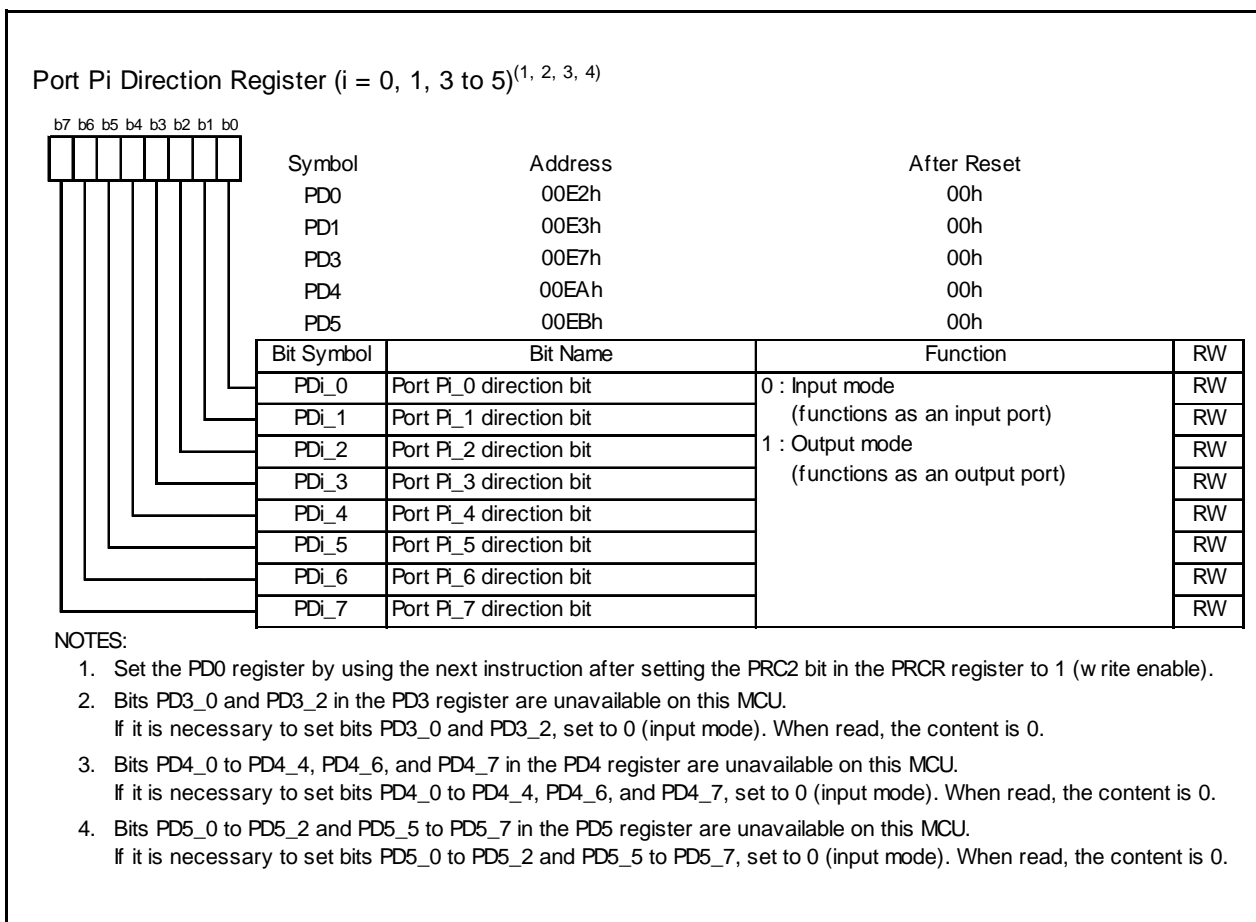 Port Pi Direction Register (i = 0, 1, 3 to 5)(1, 2, 3, 4)
b7 b6 b5 b4 b3 b2 b1 b0
Symbol Address After Reset
PD0 00E2h 00h
PD1 00E3h 00h
PD3 00E7h 00h
PD4 00EAh 00h
PD5 00EBh 00h
Bit Symbol Bit Name Function RW
PDi_0 Port Pi_0 direction bit 0 : Input mode RW
PDi_1 Port Pi_1 direction bit (functions as an input port) RW
PDi_2 Port Pi_2 direction bit 1 : Output mode RW
PDi_3 Port Pi_3 direction bit (functions as an output port) RW
PDi_4 Port Pi_4 direction bit RW
PDi_5 Port Pi_5 direction bit RW
PDi_6 Port Pi_6 direction bit RW
PDi_7 Port Pi_7 direction bit RW
NOTES:
1. Set the PD0 register by using the next instruction after setting the PRC2 bit in the PRCR register to 1 (write enable).
2. Bits PD3_0 and PD3_2 in the PD3 register are unavailable on this MCU.
If it is necessary to set bits PD3_0 and PD3_2, set to 0 (input mode). When read, the content is 0.
3. Bits PD4_0 to PD4_4, PD4_6, and PD4_7 in the PD4 register are unavailable on this MCU.
If it is necessary to set bits PD4_0 to PD4_4, PD4_6, and PD4_7, set to 0 (input mode). When read, the content is 0.
4. Bits PD5_0 to PD5_2 and PD5_5 to PD5_7 in the PD5 register are unavailable on this MCU.
If it is necessary to set bits PD5_0 to PD5_2 and PD5_5 to PD5_7, set to 0 (input mode). When read, the content is 0.